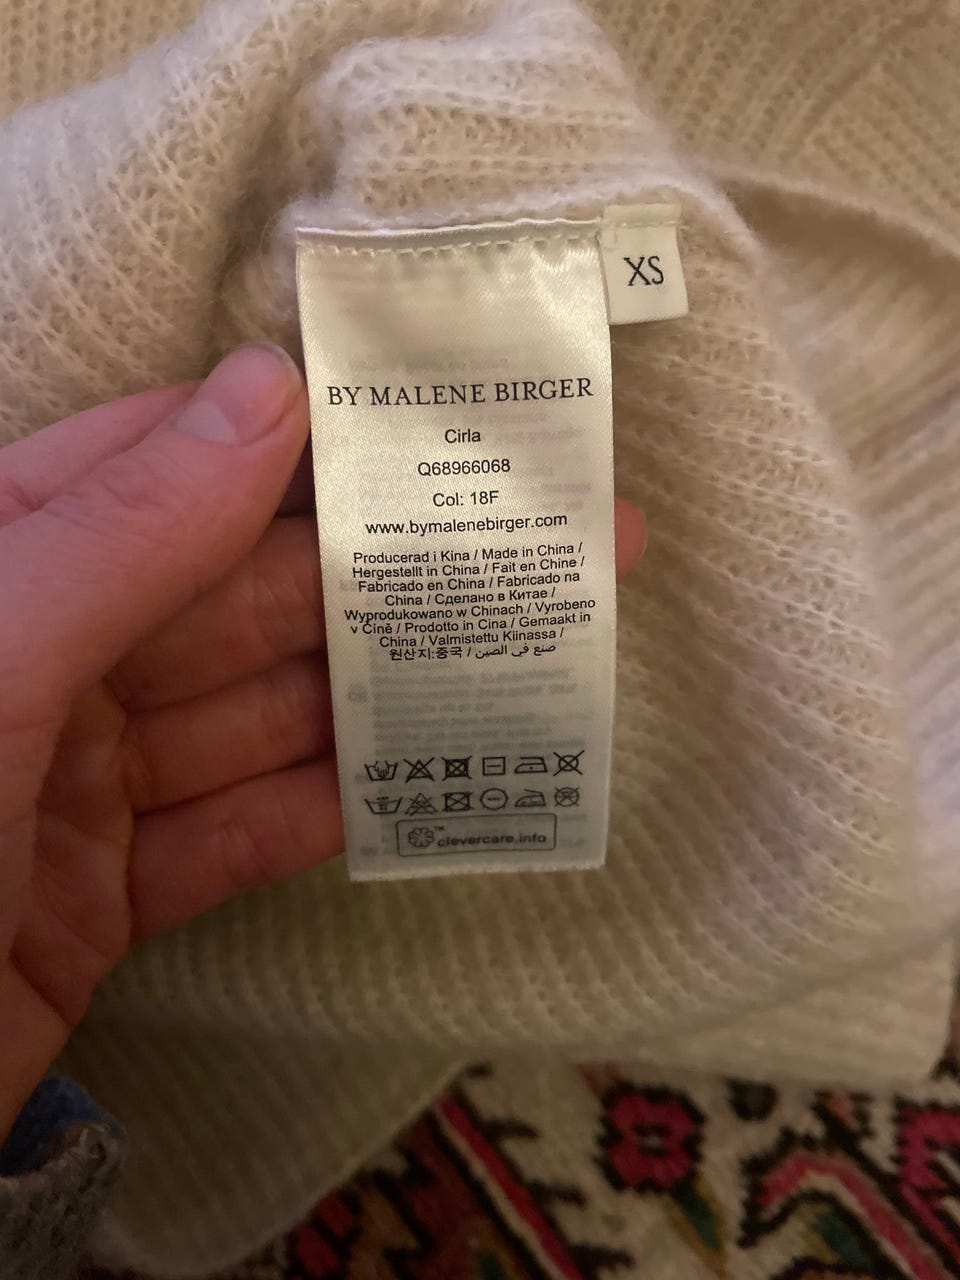 XS
BY MALENE BIRGER
Cirla
Q68966068
Col: 18F
www.bymalenebirger.com
Producerad i Kina / Made in China /
Hergestellt in China / Fait en Chine /
Fabricado en China / Fabricado na
China / Сделано в Китае /
Wyprodukowano w Chinach / Vyrobeno
v Číně / Prodotto in Cina / Gemaakt in
China / Valmistettu Kiinassa /
원산지:중국 / صنع في الصين
™ clevercare.info